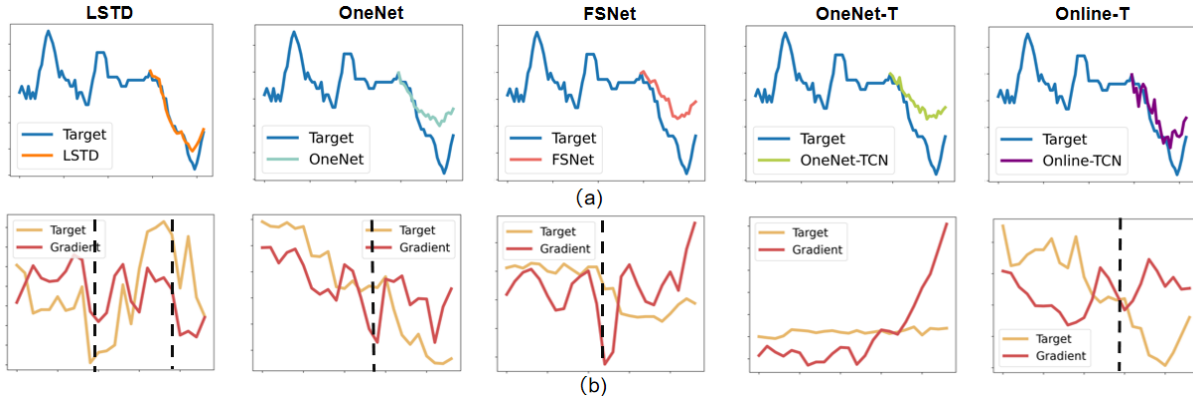 LSTD
OneNet
FSNet
OneNet-T
Online-T
Target
LSTD
Target
OneNet
Target
FSNet
Target
OneNet-TCN
Target
Online-TCN
(a)
Target
Gradient
Target
Gradient
Target
Gradient
Target
Gradient
Target
Gradient
(b)